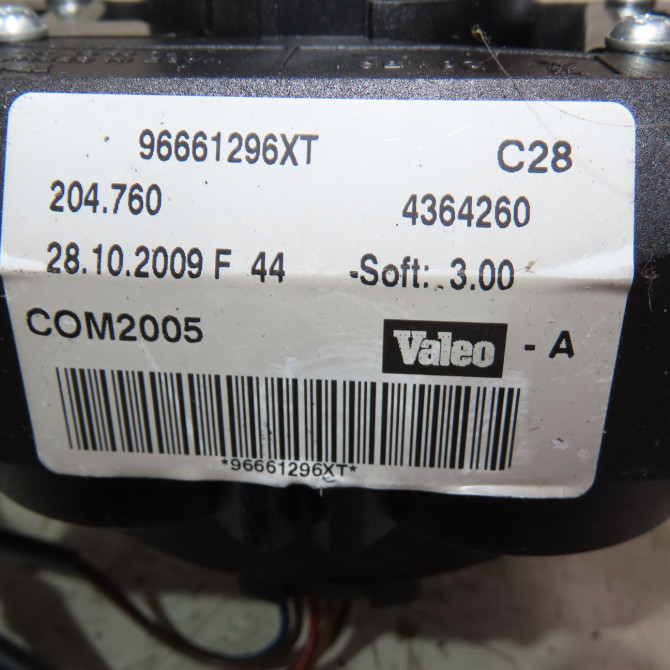 96661296XT C28
204.760 4364260
28.10.2009 F 44 -Soft: 3.00
COM2005 Valeo - A
*96661296XT*